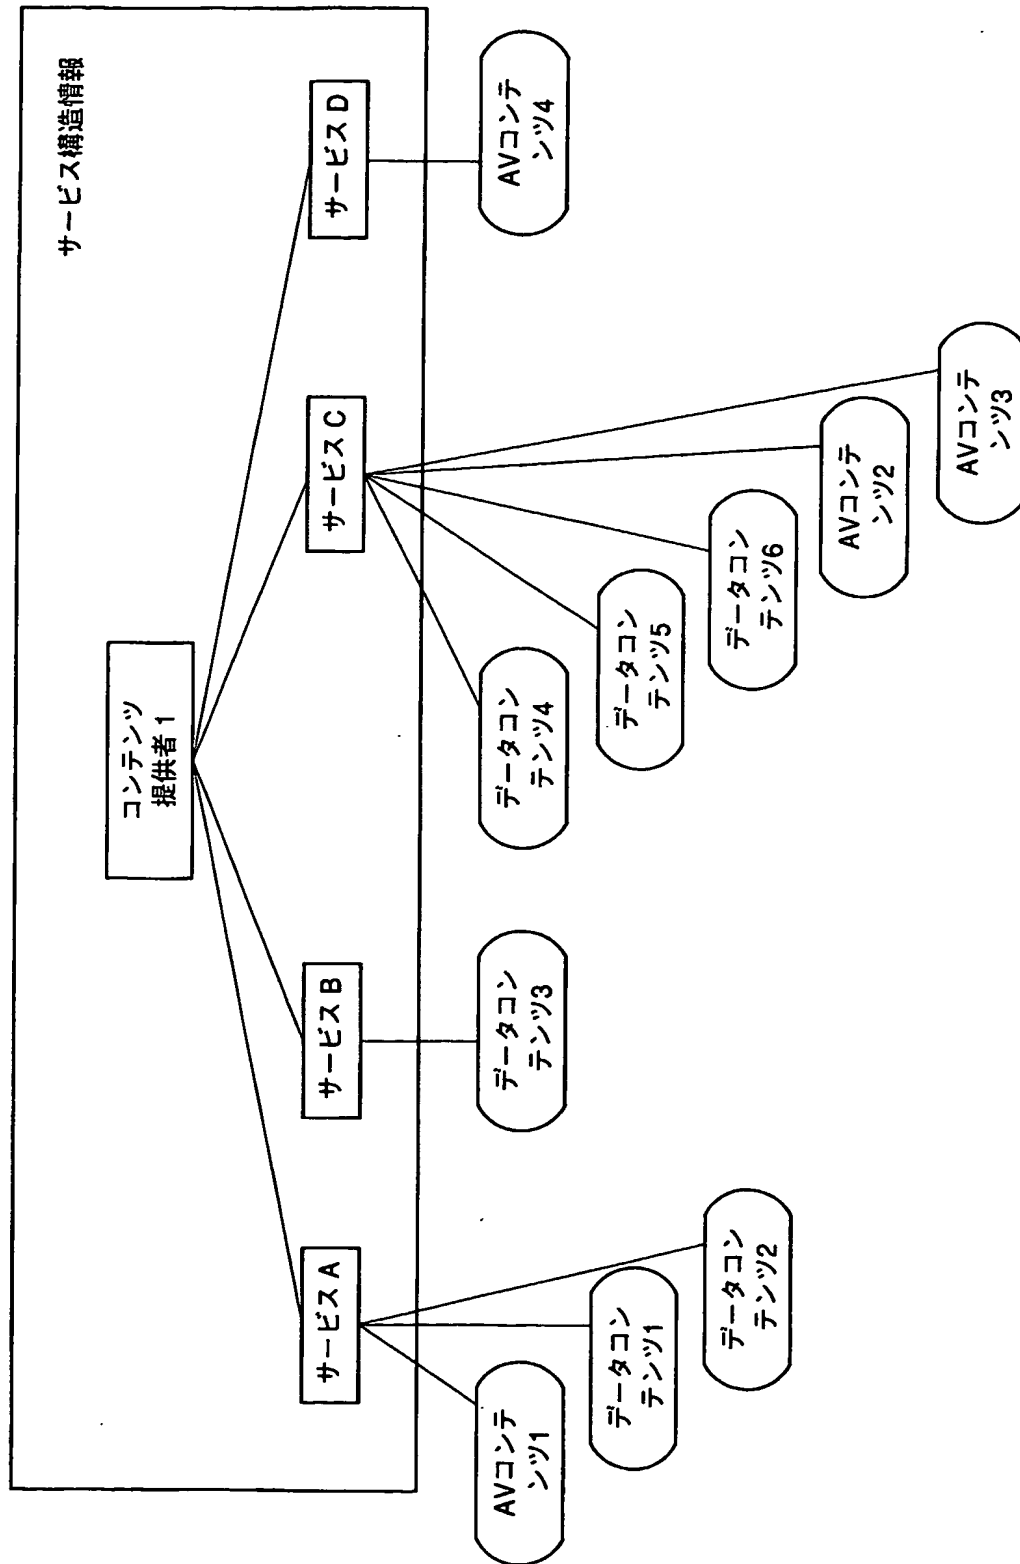 サービス構造情報
コンテンツ
提供者1
サービスA
サービスB
サービスC
サービスD
AVコンテ
ンツ1
データコン
テンツ1
データコン
テンツ2
データコン
テンツ3
データコン
テンツ4
データコン
テンツ5
データコン
テンツ6
AVコンテ
ンツ2
AVコンテ
ンツ3
AVコンテ
ンツ4